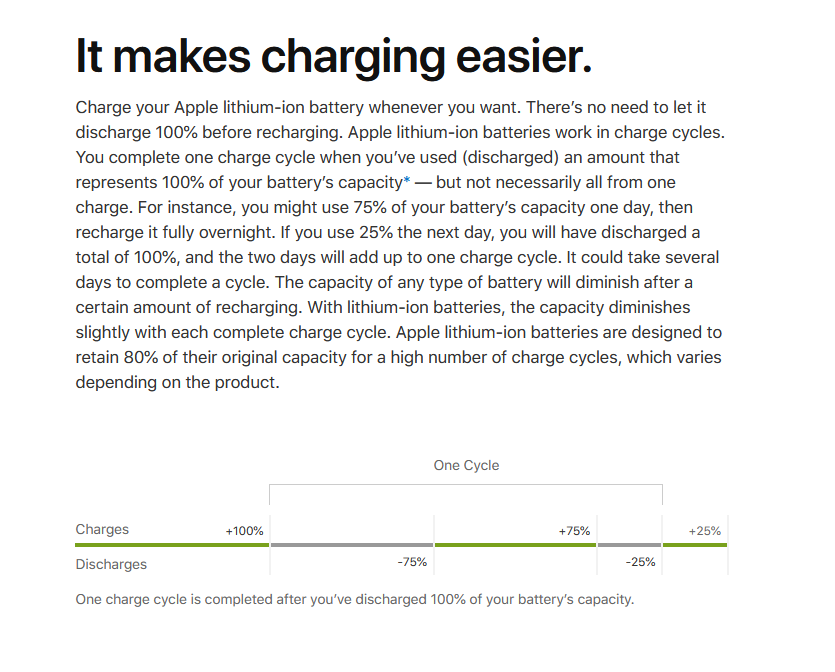 It makes charging easier.
Charge your Apple lithium-ion battery whenever you want. There’s no need to let it
discharge 100% before recharging. Apple lithium-ion batteries work in charge cycles.
You complete one charge cycle when you’ve used (discharged) an amount that
represents 100% of your battery’s capacity* — but not necessarily all from one
charge. For instance, you might use 75% of your battery’s capacity one day, then
recharge it fully overnight. If you use 25% the next day, you will have discharged a
total of 100%, and the two days will add up to one charge cycle. It could take several
days to complete a cycle. The capacity of any type of battery will diminish after a
certain amount of recharging. With lithium-ion batteries, the capacity diminishes
slightly with each complete charge cycle. Apple lithium-ion batteries are designed to
retain 80% of their original capacity for a high number of charge cycles, which varies
depending on the product.
One Cycle
Charges +100% +75% +25%
Discharges -75% -25%
One charge cycle is completed after you’ve discharged 100% of your battery’s capacity.